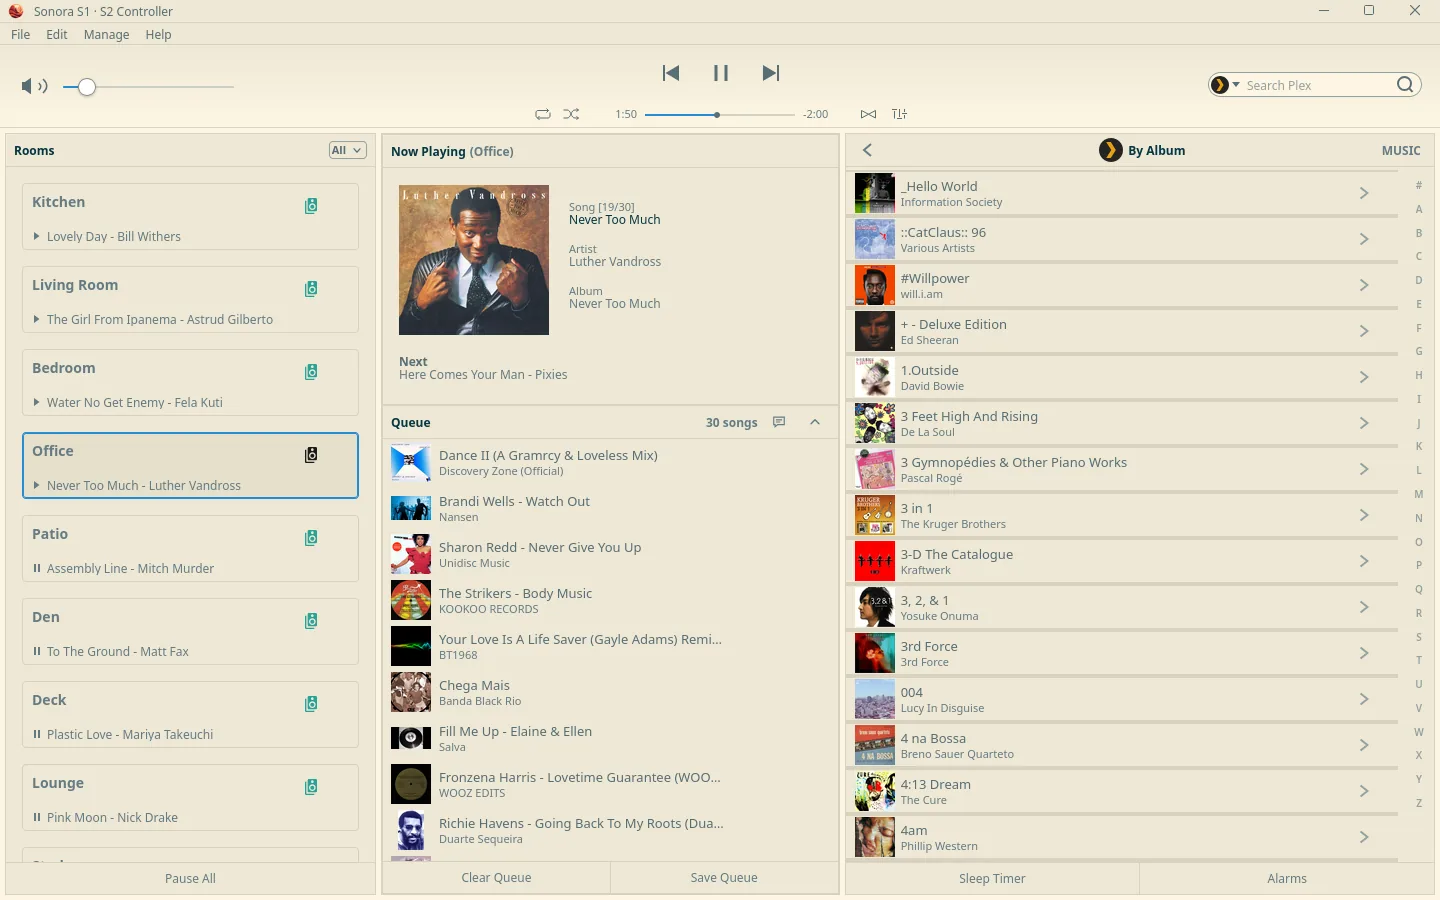 Sonora S1 · S2 Controller
File Edit Manage Help
Search Plex
1:50
-2:00
Rooms
All
Kitchen
Lovely Day - Bill Withers
Living Room
The Girl From Ipanema - Astrud Gilberto
Bedroom
Water No Get Enemy - Fela Kuti
Office
Never Too Much - Luther Vandross
Patio
Assembly Line - Mitch Murder
Den
To The Ground - Matt Fax
Deck
Plastic Love - Mariya Takeuchi
Lounge
Pink Moon - Nick Drake
Pause All
Now Playing (Office)
Luther Vandross
Song [19/30]
Never Too Much
Artist
Luther Vandross
Album
Never Too Much
Next
Here Comes Your Man - Pixies
Queue
30 songs
Dance II (A Gramrcy & Loveless Mix)
Discovery Zone (Official)
Brandi Wells - Watch Out
Nansen
Sharon Redd - Never Give You Up
Unidisc Music
The Strikers - Body Music
KOOKOO RECORDS
Your Love Is A Life Saver (Gayle Adams) Remi...
BT1968
Chega Mais
Banda Black Rio
Fill Me Up - Elaine & Ellen
Salva
Fronzena Harris - Lovetime Guarantee (WOO...
WOOZ EDITS
Richie Havens - Going Back To My Roots (Dua...
Duarte Sequeira
Clear Queue
Save Queue
By Album
MUSIC
_Hello World
Information Society
::CatClaus:: 96
Various Artists
#Willpower
will.i.am
+ - Deluxe Edition
Ed Sheeran
1.Outside
David Bowie
3 Feet High And Rising
De La Soul
3 Gymnopédies & Other Piano Works
Pascal Rogé
3 in 1
The Kruger Brothers
3-D The Catalogue
Kraftwerk
3, 2, & 1
Yosuke Onuma
3rd Force
3rd Force
004
Lucy In Disguise
4 na Bossa
Breno Sauer Quarteto
4:13 Dream
The Cure
4am
Phillip Western
#
A
B
C
D
E
F
G
H
I
J
K
L
M
N
O
P
Q
R
S
T
U
V
W
X
Y
Z
Sleep Timer
Alarms